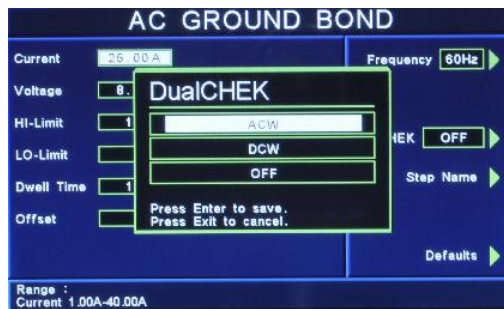 AC GROUND BOND
Current 25.00A
Frequency 60Hz
Voltage 8.
DualCHEK
HI-Limit 1
ACW
HEK OFF
LO-Limit
DCW
Dwell Time 1
OFF
Step Name
Offset
Press Enter to save.
Press Exit to cancel.
Defaults
Range :
Current 1.00A-40.00A